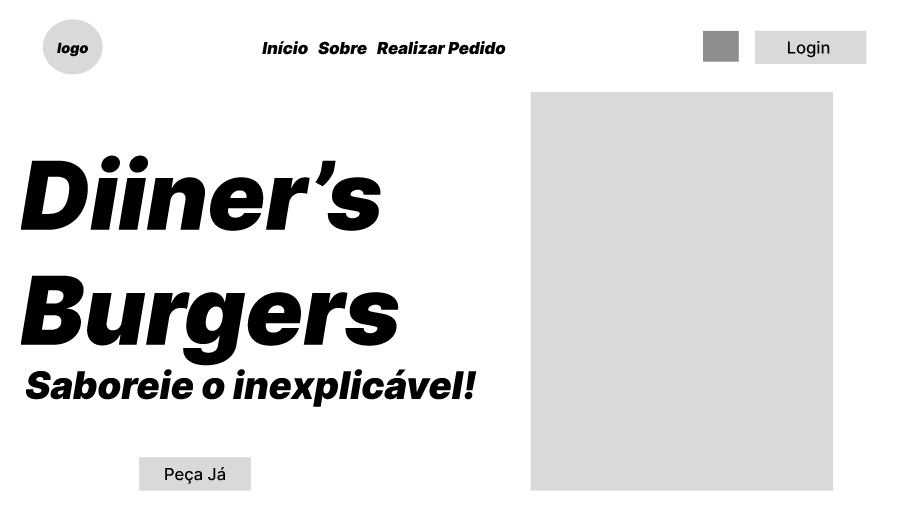 logo
Início Sobre Realizar Pedido
Login
Diiner’s
Burgers
Saboreie o inexplicável!
Peça Já